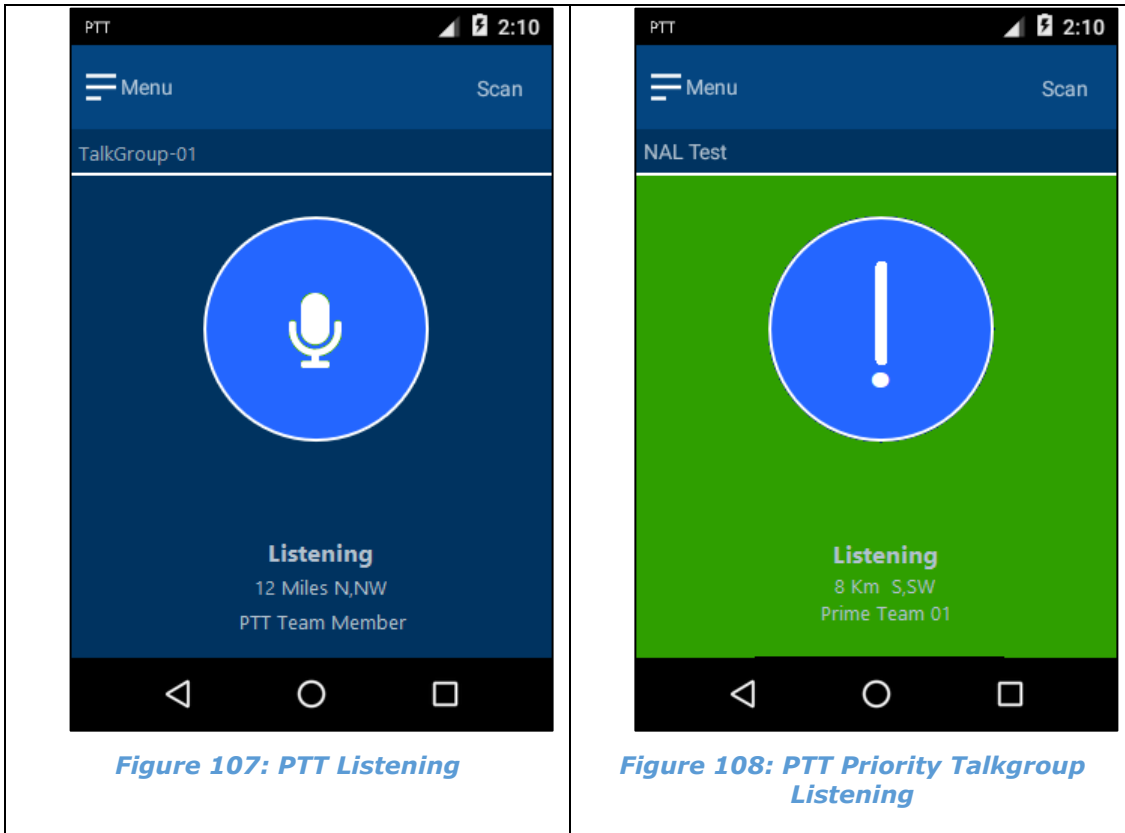 PTT 2:10
Menu Scan
TalkGroup-01
Listening
12 Miles N,NW
PTT Team Member
Figure 107: PTT Listening
PTT 2:10
Menu Scan
NAL Test
Listening
8 Km S,SW
Prime Team 01
Figure 108: PTT Priority Talkgroup
Listening